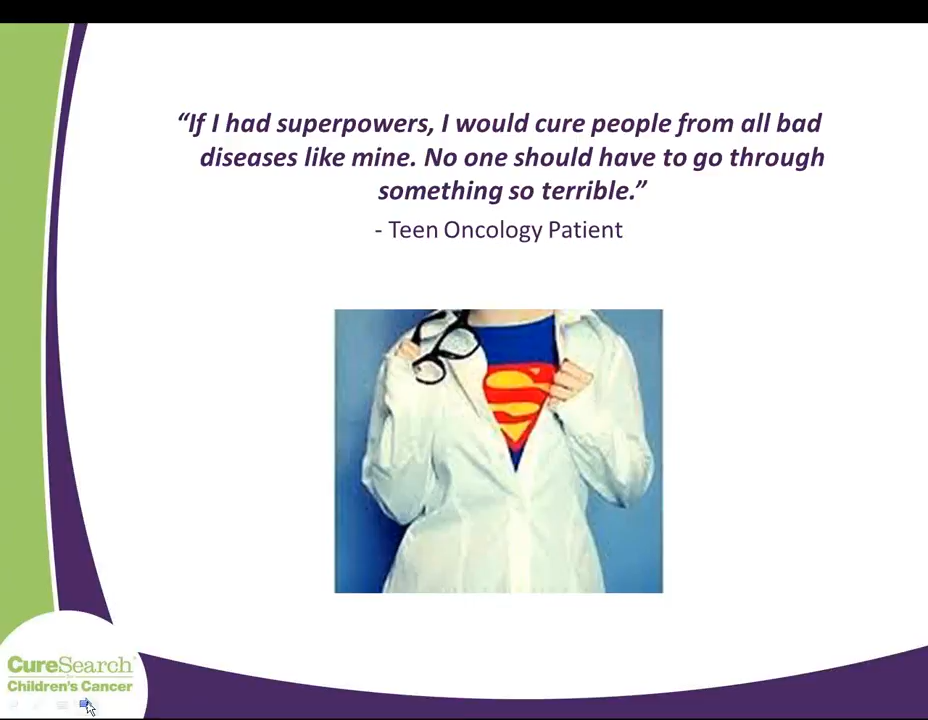 “If I had superpowers, I would cure people from all bad
diseases like mine. No one should have to go through
something so terrible.”
- Teen Oncology Patient
S
CureSearch
for
Children's Cancer